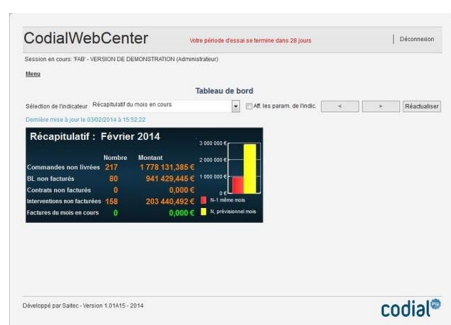 CodialWebCenter
Votre période d'essai se termine dans 28 jours
Déconnexion
Session en cours: 'FAB' - VERSION DE DEMONSTRATION (Administrateur)
Menu
Tableau de bord
Sélection de l'indicateur Récapitulatif du mois en cours Aff. les param. de l'indic. « » Réactualiser
Dernière mise à jour le 03/02/2014 à 15:52:22
Récapitulatif : Février 2014
Nombre Montant
Commandes non livrées 217 1 778 131,385 €
BL non facturés 80 941 429,445 €
Contrats non facturés 0 0,000 €
Interventions non facturées 158 203 440,492 €
Factures du mois en cours 0 0,000 €
3 000 000 €
2 000 000 €
1 000 000 €
0 €
N-1 même mois
N, prévisionnel mois
Développé par Saitec - Version 1.01A15 - 2014
codial